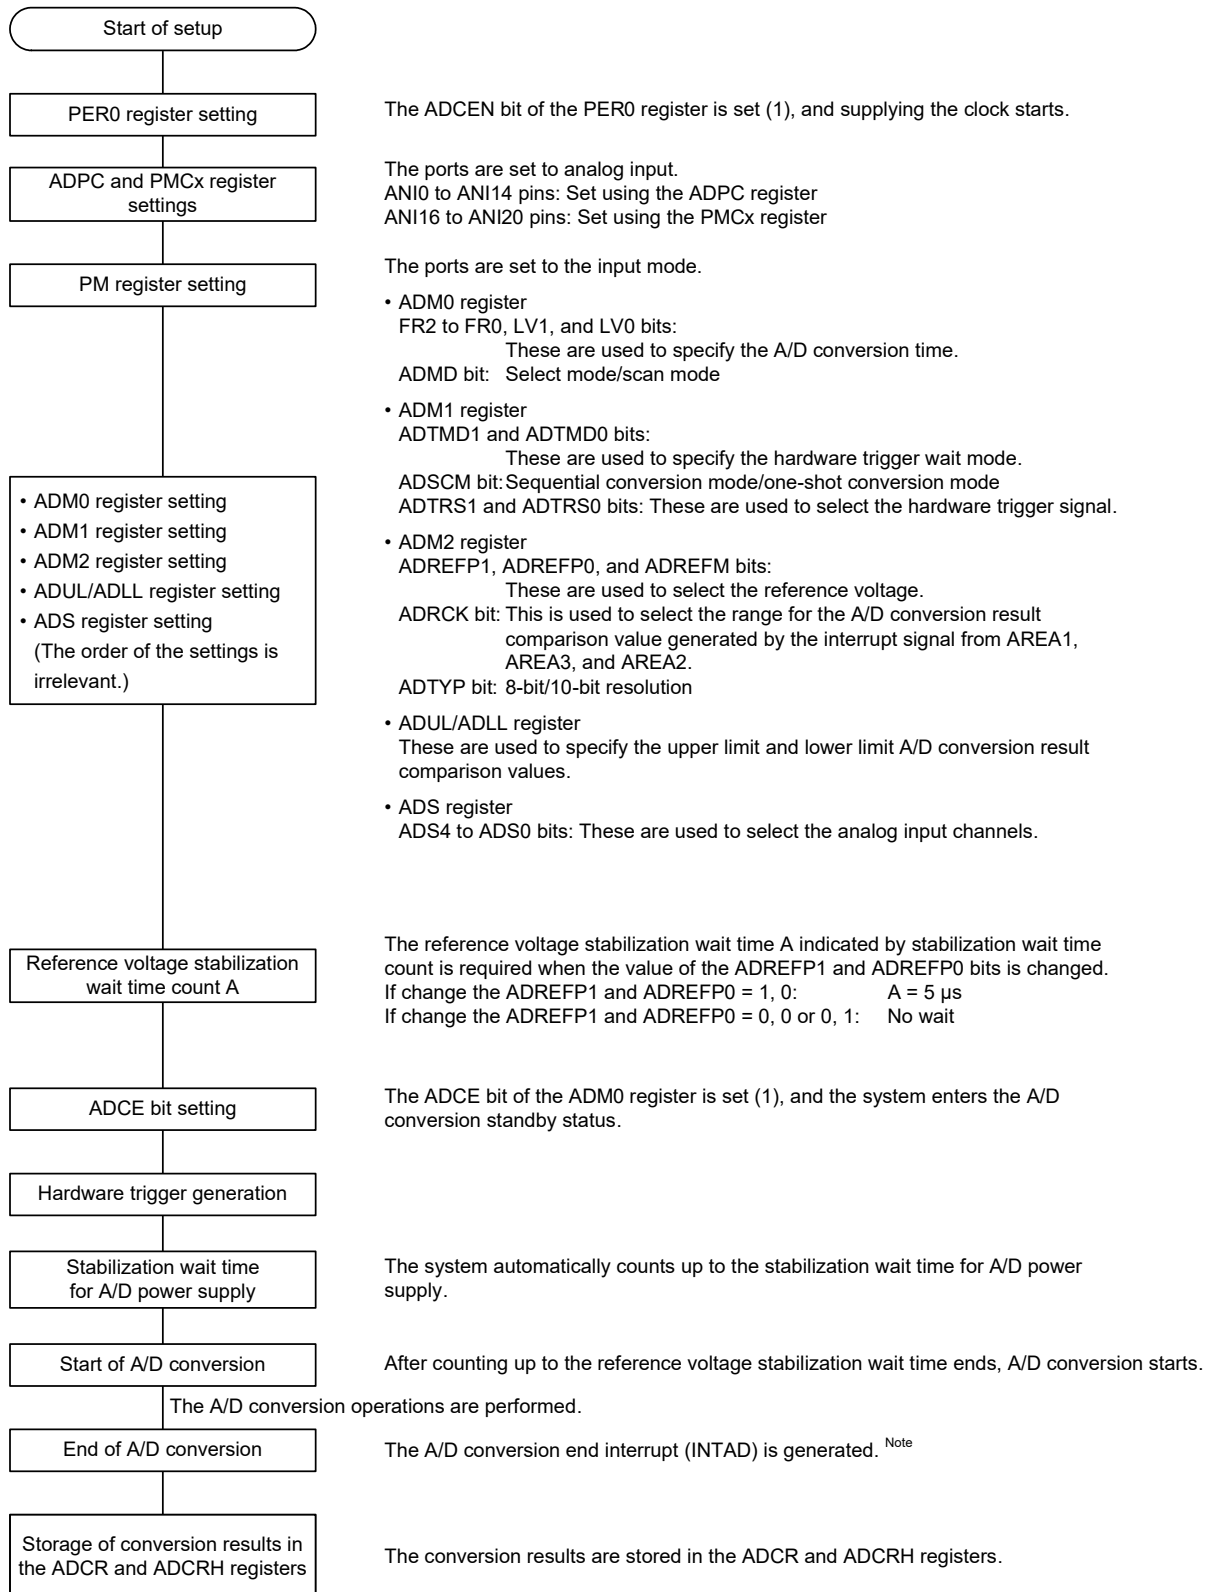 Start of setup
PER0 register setting
The ADCEN bit of the PER0 register is set (1), and supplying the clock starts.
ADPC and PMCx register
settings
The ports are set to analog input.
ANI0 to ANI14 pins: Set using the ADPC register
ANI16 to ANI20 pins: Set using the PMCx register
PM register setting
The ports are set to the input mode.
• ADM0 register setting
• ADM1 register setting
• ADM2 register setting
• ADUL/ADLL register setting
• ADS register setting
(The order of the settings is
irrelevant.)
• ADM0 register
FR2 to FR0, LV1, and LV0 bits:
These are used to specify the A/D conversion time.
ADMD bit: Select mode/scan mode
• ADM1 register
ADTMD1 and ADTMD0 bits:
These are used to specify the hardware trigger wait mode.
ADSCM bit: Sequential conversion mode/one-shot conversion mode
ADTRS1 and ADTRS0 bits: These are used to select the hardware trigger signal.
• ADM2 register
ADREFP1, ADREFP0, and ADREFM bits:
These are used to select the reference voltage.
ADRCK bit: This is used to select the range for the A/D conversion result
comparison value generated by the interrupt signal from AREA1,
AREA3, and AREA2.
ADTYP bit: 8-bit/10-bit resolution
• ADUL/ADLL register
These are used to specify the upper limit and lower limit A/D conversion result
comparison values.
• ADS register
ADS4 to ADS0 bits: These are used to select the analog input channels.
Reference voltage stabilization
wait time count A
The reference voltage stabilization wait time A indicated by stabilization wait time
count is required when the value of the ADREFP1 and ADREFP0 bits is changed.
If change the ADREFP1 and ADREFP0 = 1, 0: A = 5 µs
If change the ADREFP1 and ADREFP0 = 0, 0 or 0, 1: No wait
ADCE bit setting
The ADCE bit of the ADM0 register is set (1), and the system enters the A/D
conversion standby status.
Hardware trigger generation
Stabilization wait time
for A/D power supply
The system automatically counts up to the stabilization wait time for A/D power
supply.
Start of A/D conversion
After counting up to the reference voltage stabilization wait time ends, A/D conversion starts.
The A/D conversion operations are performed.
End of A/D conversion
The A/D conversion end interrupt (INTAD) is generated. Note
Storage of conversion results in
the ADCR and ADCRH registers
The conversion results are stored in the ADCR and ADCRH registers.